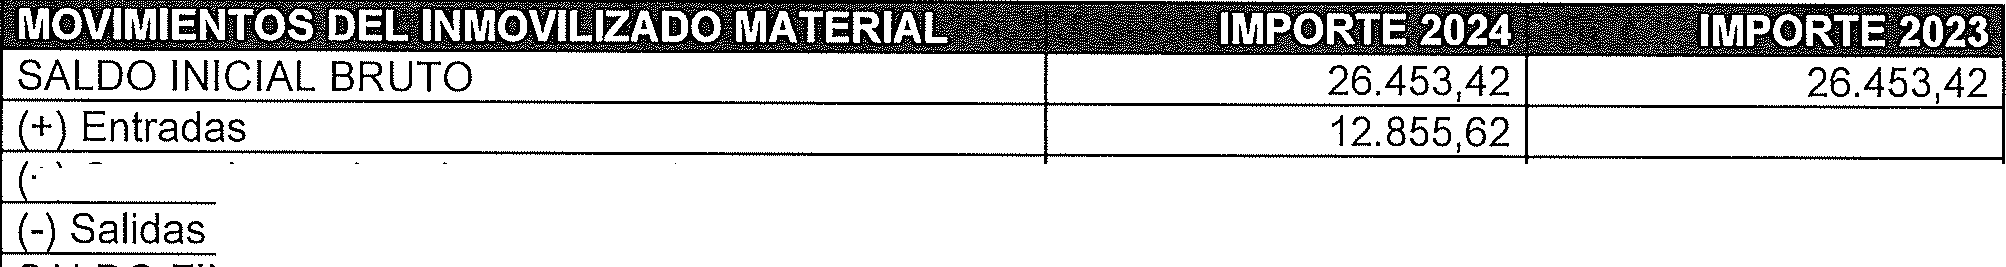 MOVIMIENTOS DEL INMOVILIZADO MATERIAL IMPORTE 2024 IMPORTE 2023
SALDO INICIAL BRUTO 26.453,42 26.453,42
(+) Entradas 12.855,62
(-) Salidas